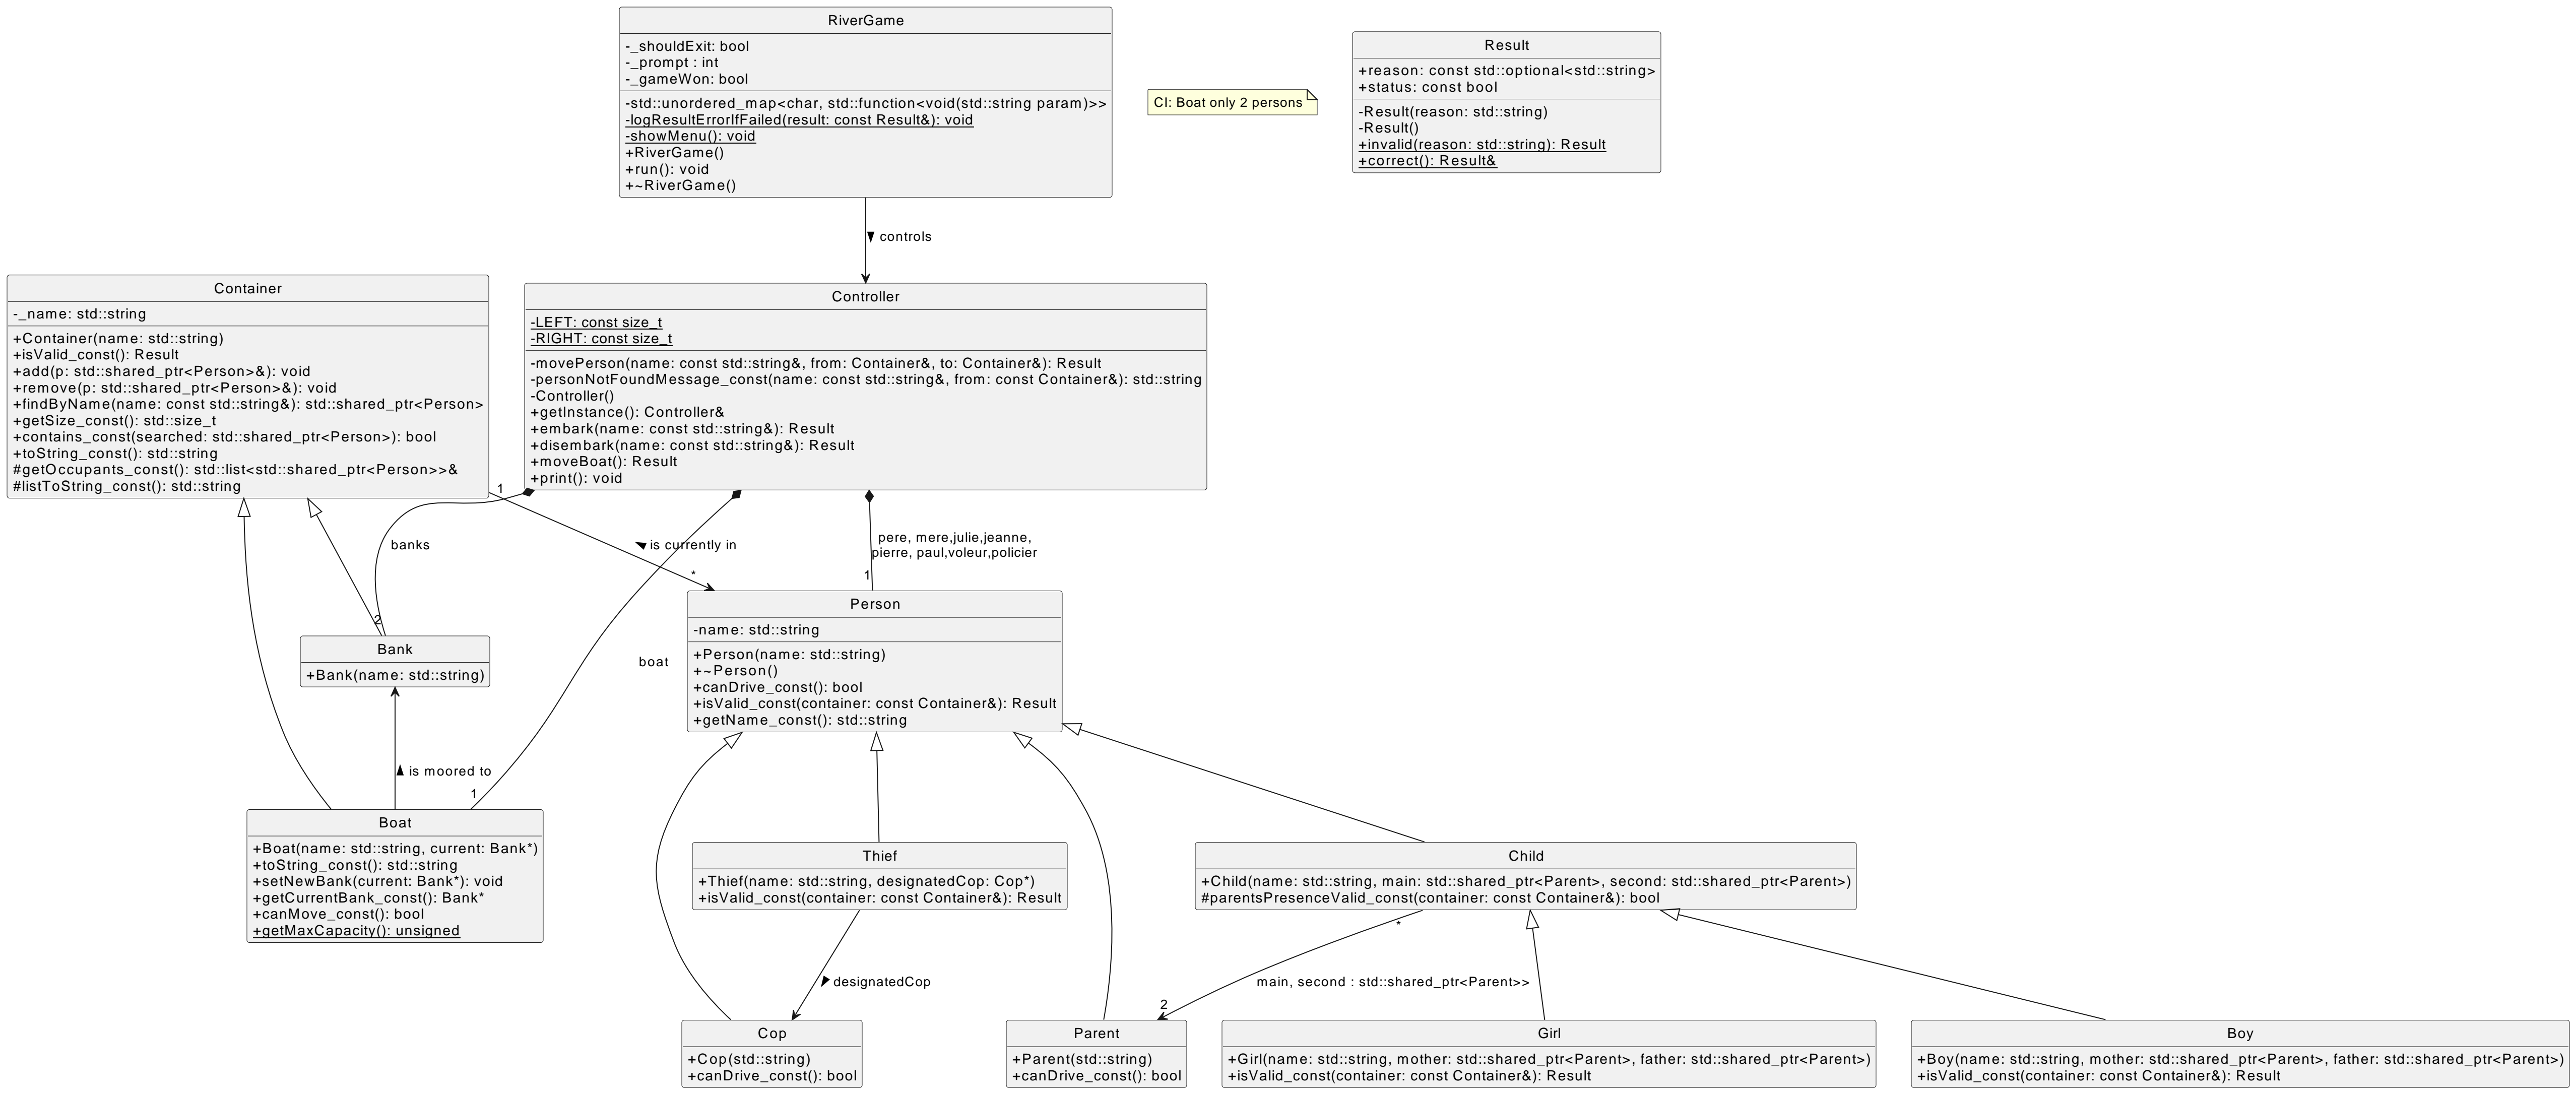 RiverGame
-_shouldExit: bool
-_prompt : int
-_gameWon: bool
-std::unordered_map<char, std::function<void(std::string param)>>
-logResultErrorIfFailed(result: const Result&): void
-showMenu(): void
+RiverGame()
+run(): void
+~RiverGame()
CI: Boat only 2 persons
Result
+reason: const std::optional<std::string>
+status: const bool
-Result(reason: std::string)
-Result()
+invalid(reason: std::string): Result
+correct(): Result&
controls
Container
-_name: std::string
+Container(name: std::string)
+isValid_const(): Result
+add(p: std::shared_ptr<Person>&): void
+remove(p: std::shared_ptr<Person>&): void
+findByName(name: const std::string&): std::shared_ptr<Person>
+getSize_const(): std::size_t
+contains_const(searched: std::shared_ptr<Person>): bool
+toString_const(): std::string
#getOccupants_const(): std::list<std::shared_ptr<Person>>&
#listToString_const(): std::string
Controller
-LEFT: const size_t
-RIGHT: const size_t
-movePerson(name: const std::string&, from: Container&, to: Container&): Result
-personNotFoundMessage_const(name: const std::string&, from: const Container&): std::string
-Controller()
+getInstance(): Controller&
+embark(name: const std::string&): Result
+disembark(name: const std::string&): Result
+moveBoat(): Result
+print(): void
1
banks
is currently in
pere, mere,julie,jeanne,
pierre, paul,voleur,policier
*
1
2
boat
Bank
+Bank(name: std::string)
Person
-name: std::string
+Person(name: std::string)
+~Person()
+canDrive_const(): bool
+isValid_const(container: const Container&): Result
+getName_const(): std::string
is moored to
1
Boat
+Boat(name: std::string, current: Bank*)
+toString_const(): std::string
+setNewBank(current: Bank*): void
+getCurrentBank_const(): Bank*
+canMove_const(): bool
+getMaxCapacity(): unsigned
Thief
+Thief(name: std::string, designatedCop: Cop*)
+isValid_const(container: const Container&): Result
Child
+Child(name: std::string, main: std::shared_ptr<Parent>, second: std::shared_ptr<Parent>)
#parentsPresenceValid_const(container: const Container&): bool
*
designatedCop
main, second : std::shared_ptr<Parent>>
2
Cop
+Cop(std::string)
+canDrive_const(): bool
Parent
+Parent(std::string)
+canDrive_const(): bool
Girl
+Girl(name: std::string, mother: std::shared_ptr<Parent>, father: std::shared_ptr<Parent>)
+isValid_const(container: const Container&): Result
Boy
+Boy(name: std::string, mother: std::shared_ptr<Parent>, father: std::shared_ptr<Parent>)
+isValid_const(container: const Container&): Result